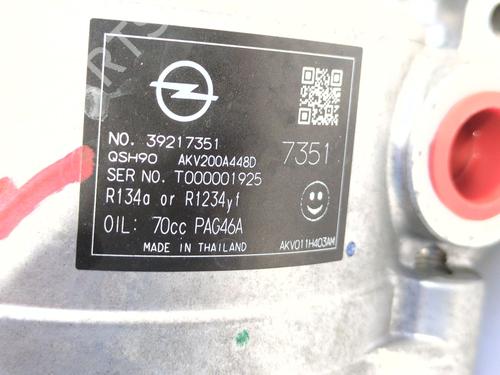 NO. 39217351
QSH90 AKV200A448D
7351
SER NO. T000001925
R134a or R1234yf
OIL: 70cc PAG46A
MADE IN THAILAND
AKV011H403AM